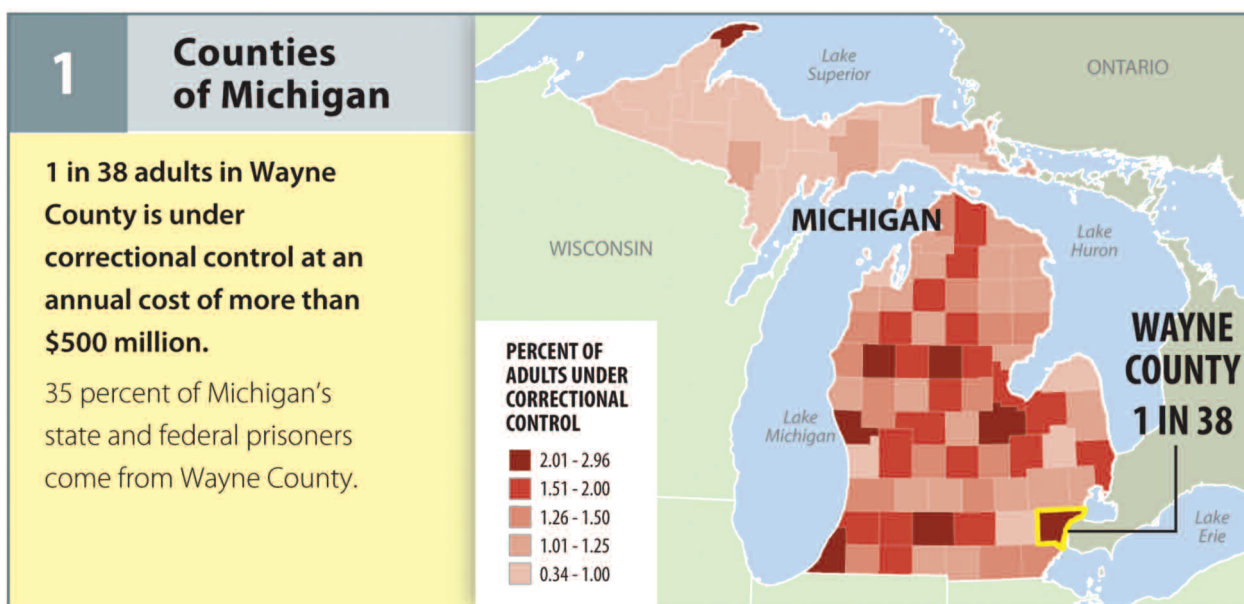 1
Counties
of Michigan
1 in 38 adults in Wayne
County is under
correctional control at an
annual cost of more than
$500 million.
35 percent of Michigan's
state and federal prisoners
come from Wayne County.
Lake
Superior
ONTARIO
WISCONSIN
MICHIGAN
Lake
Huron
Lake
Michigan
WAYNE
COUNTY
1 IN 38
Lake
Erie
PERCENT OF
ADULTS UNDER
CORRECTIONAL
CONTROL
2.01 - 2.96
1.51 - 2.00
1.26 - 1.50
1.01 - 1.25
0.34 - 1.00